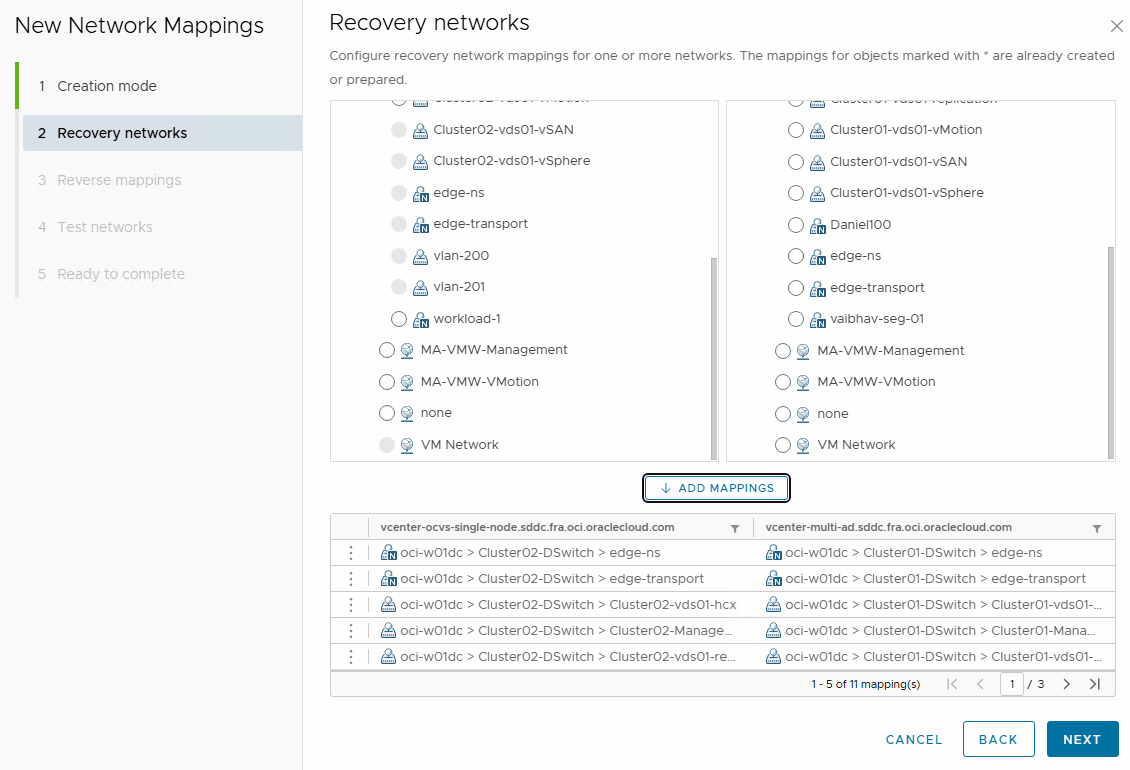 New Network Mappings
1 Creation mode
2 Recovery networks
3 Reverse mappings
4 Test networks
5 Ready to complete
Recovery networks
Configure recovery network mappings for one or more networks. The mappings for objects marked with * are already created
or prepared.
Cluster02-vds01-vMotion
Cluster02-vds01-vSAN
Cluster02-vds01-vSphere
edge-ns
edge-transport
vlan-200
vlan-201
workload-1
MA-VMW-Management
MA-VMW-VMotion
none
VM Network
Cluster01-vds01-replication
Cluster01-vds01-vMotion
Cluster01-vds01-vSAN
Cluster01-vds01-vSphere
Daniel100
edge-ns
edge-transport
vaibhav-seg-01
MA-VMW-Management
MA-VMW-VMotion
none
VM Network
ADD MAPPINGS
vcenter-ocvs-single-node.sddc.fra.oci.oraclecloud.com vcenter-multi-ad.sddc.fra.oci.oraclecloud.com
oci-w01dc > Cluster02-DSwitch > edge-ns oci-w01dc > Cluster01-DSwitch > edge-ns
oci-w01dc > Cluster02-DSwitch > edge-transport oci-w01dc > Cluster01-DSwitch > edge-transport
oci-w01dc > Cluster02-DSwitch > Cluster02-vds01-hcx oci-w01dc > Cluster01-DSwitch > Cluster01-vds01-...
oci-w01dc > Cluster02-DSwitch > Cluster02-Manage... oci-w01dc > Cluster01-DSwitch > Cluster01-Mana...
oci-w01dc > Cluster02-DSwitch > Cluster02-vds01-re... oci-w01dc > Cluster01-DSwitch > Cluster01-vds01-...
1 - 5 of 11 mapping(s) 1 / 3
CANCEL BACK NEXT